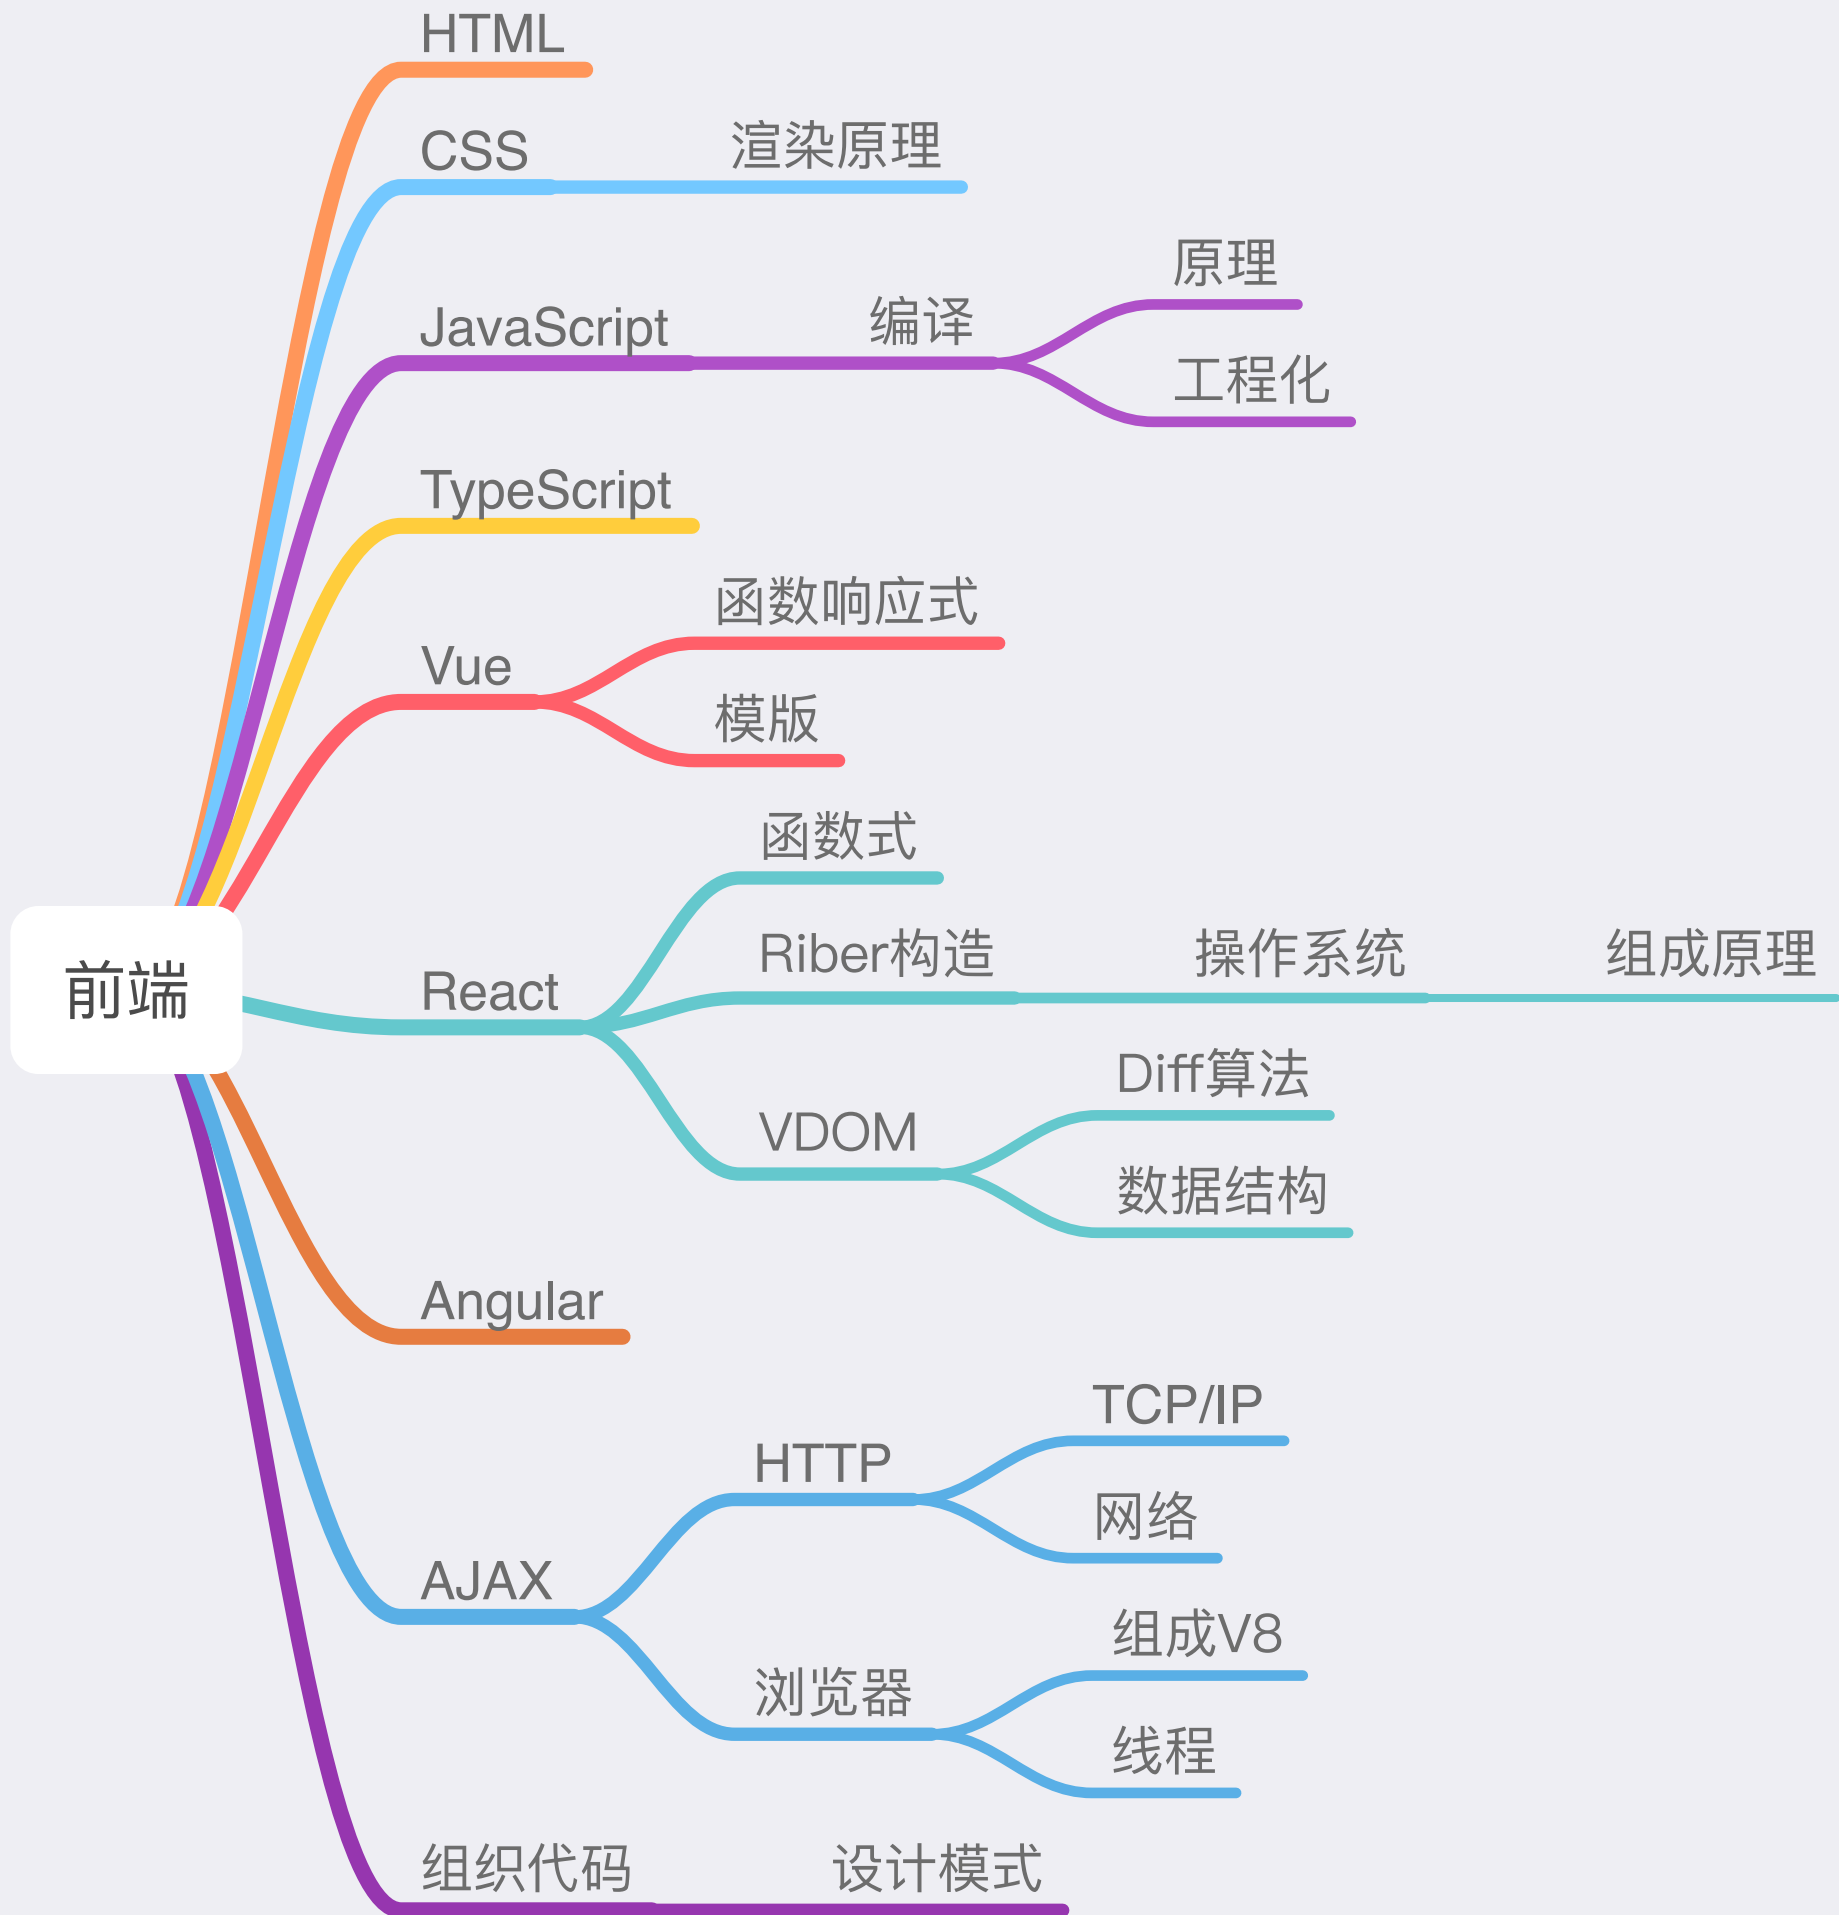 HTML
CSS
渲染原理
JavaScript
编译
原理
工程化
TypeScript
Vue
函数响应式
模版
前端
React
函数式
Riber构造
操作系统
组成原理
VDOM
Diff算法
数据结构
Angular
AJAX
HTTP
TCP/IP
网络
浏览器
组成V8
线程
组织代码
设计模式